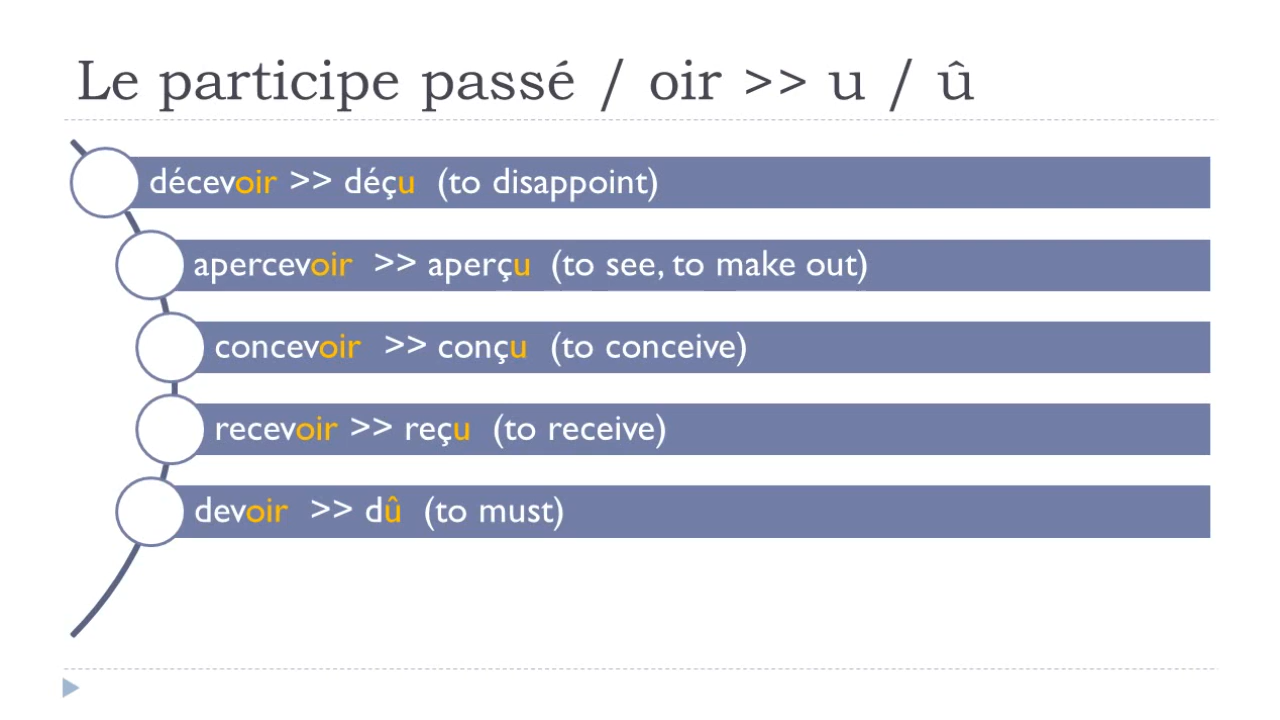 Le participe passé / oir >> u / û
décevoir >> déçu (to disappoint)
apercevoir >> aperçu (to see, to make out)
concevoir >> conçu (to conceive)
recevoir >> reçu (to receive)
devoir >> dû (to must)